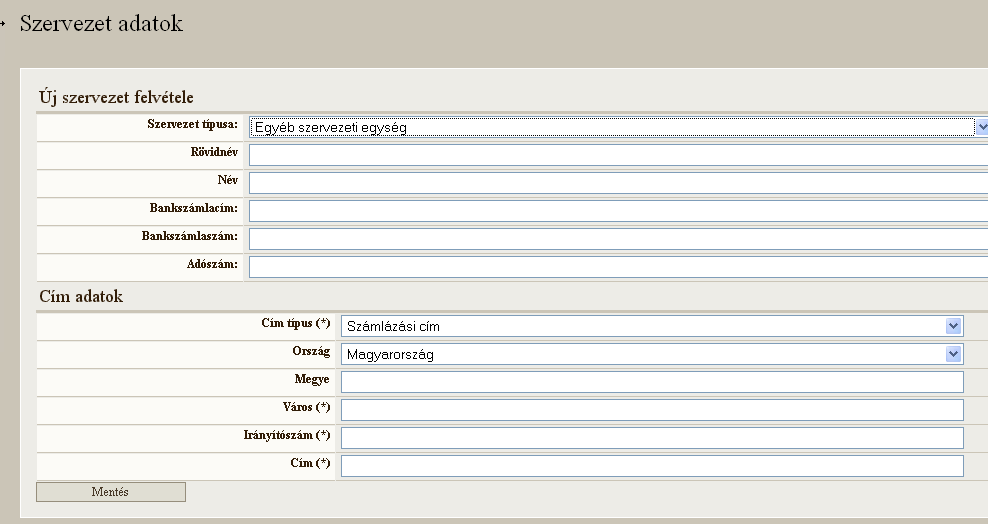 Szervezet adatok
Új szervezet felvétele
Szervezet típusa: Egyéb szervezeti egység
Rövidnév
Név
Bankszámlacím:
Bankszámlaszám:
Adószám:
Cím adatok
Cím típus (*) Számlázási cím
Ország Magyarország
Megye
Város (*)
Irányítószám (*)
Cím (*)
Mentés